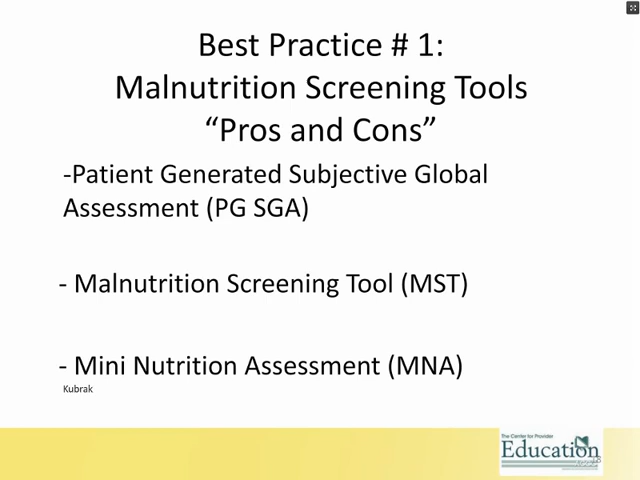 Best Practice # 1:
Malnutrition Screening Tools
“Pros and Cons”
-Patient Generated Subjective Global
Assessment (PG SGA)
- Malnutrition Screening Tool (MST)
- Mini Nutrition Assessment (MNA)
Kubrak
The Center for Provider
Education